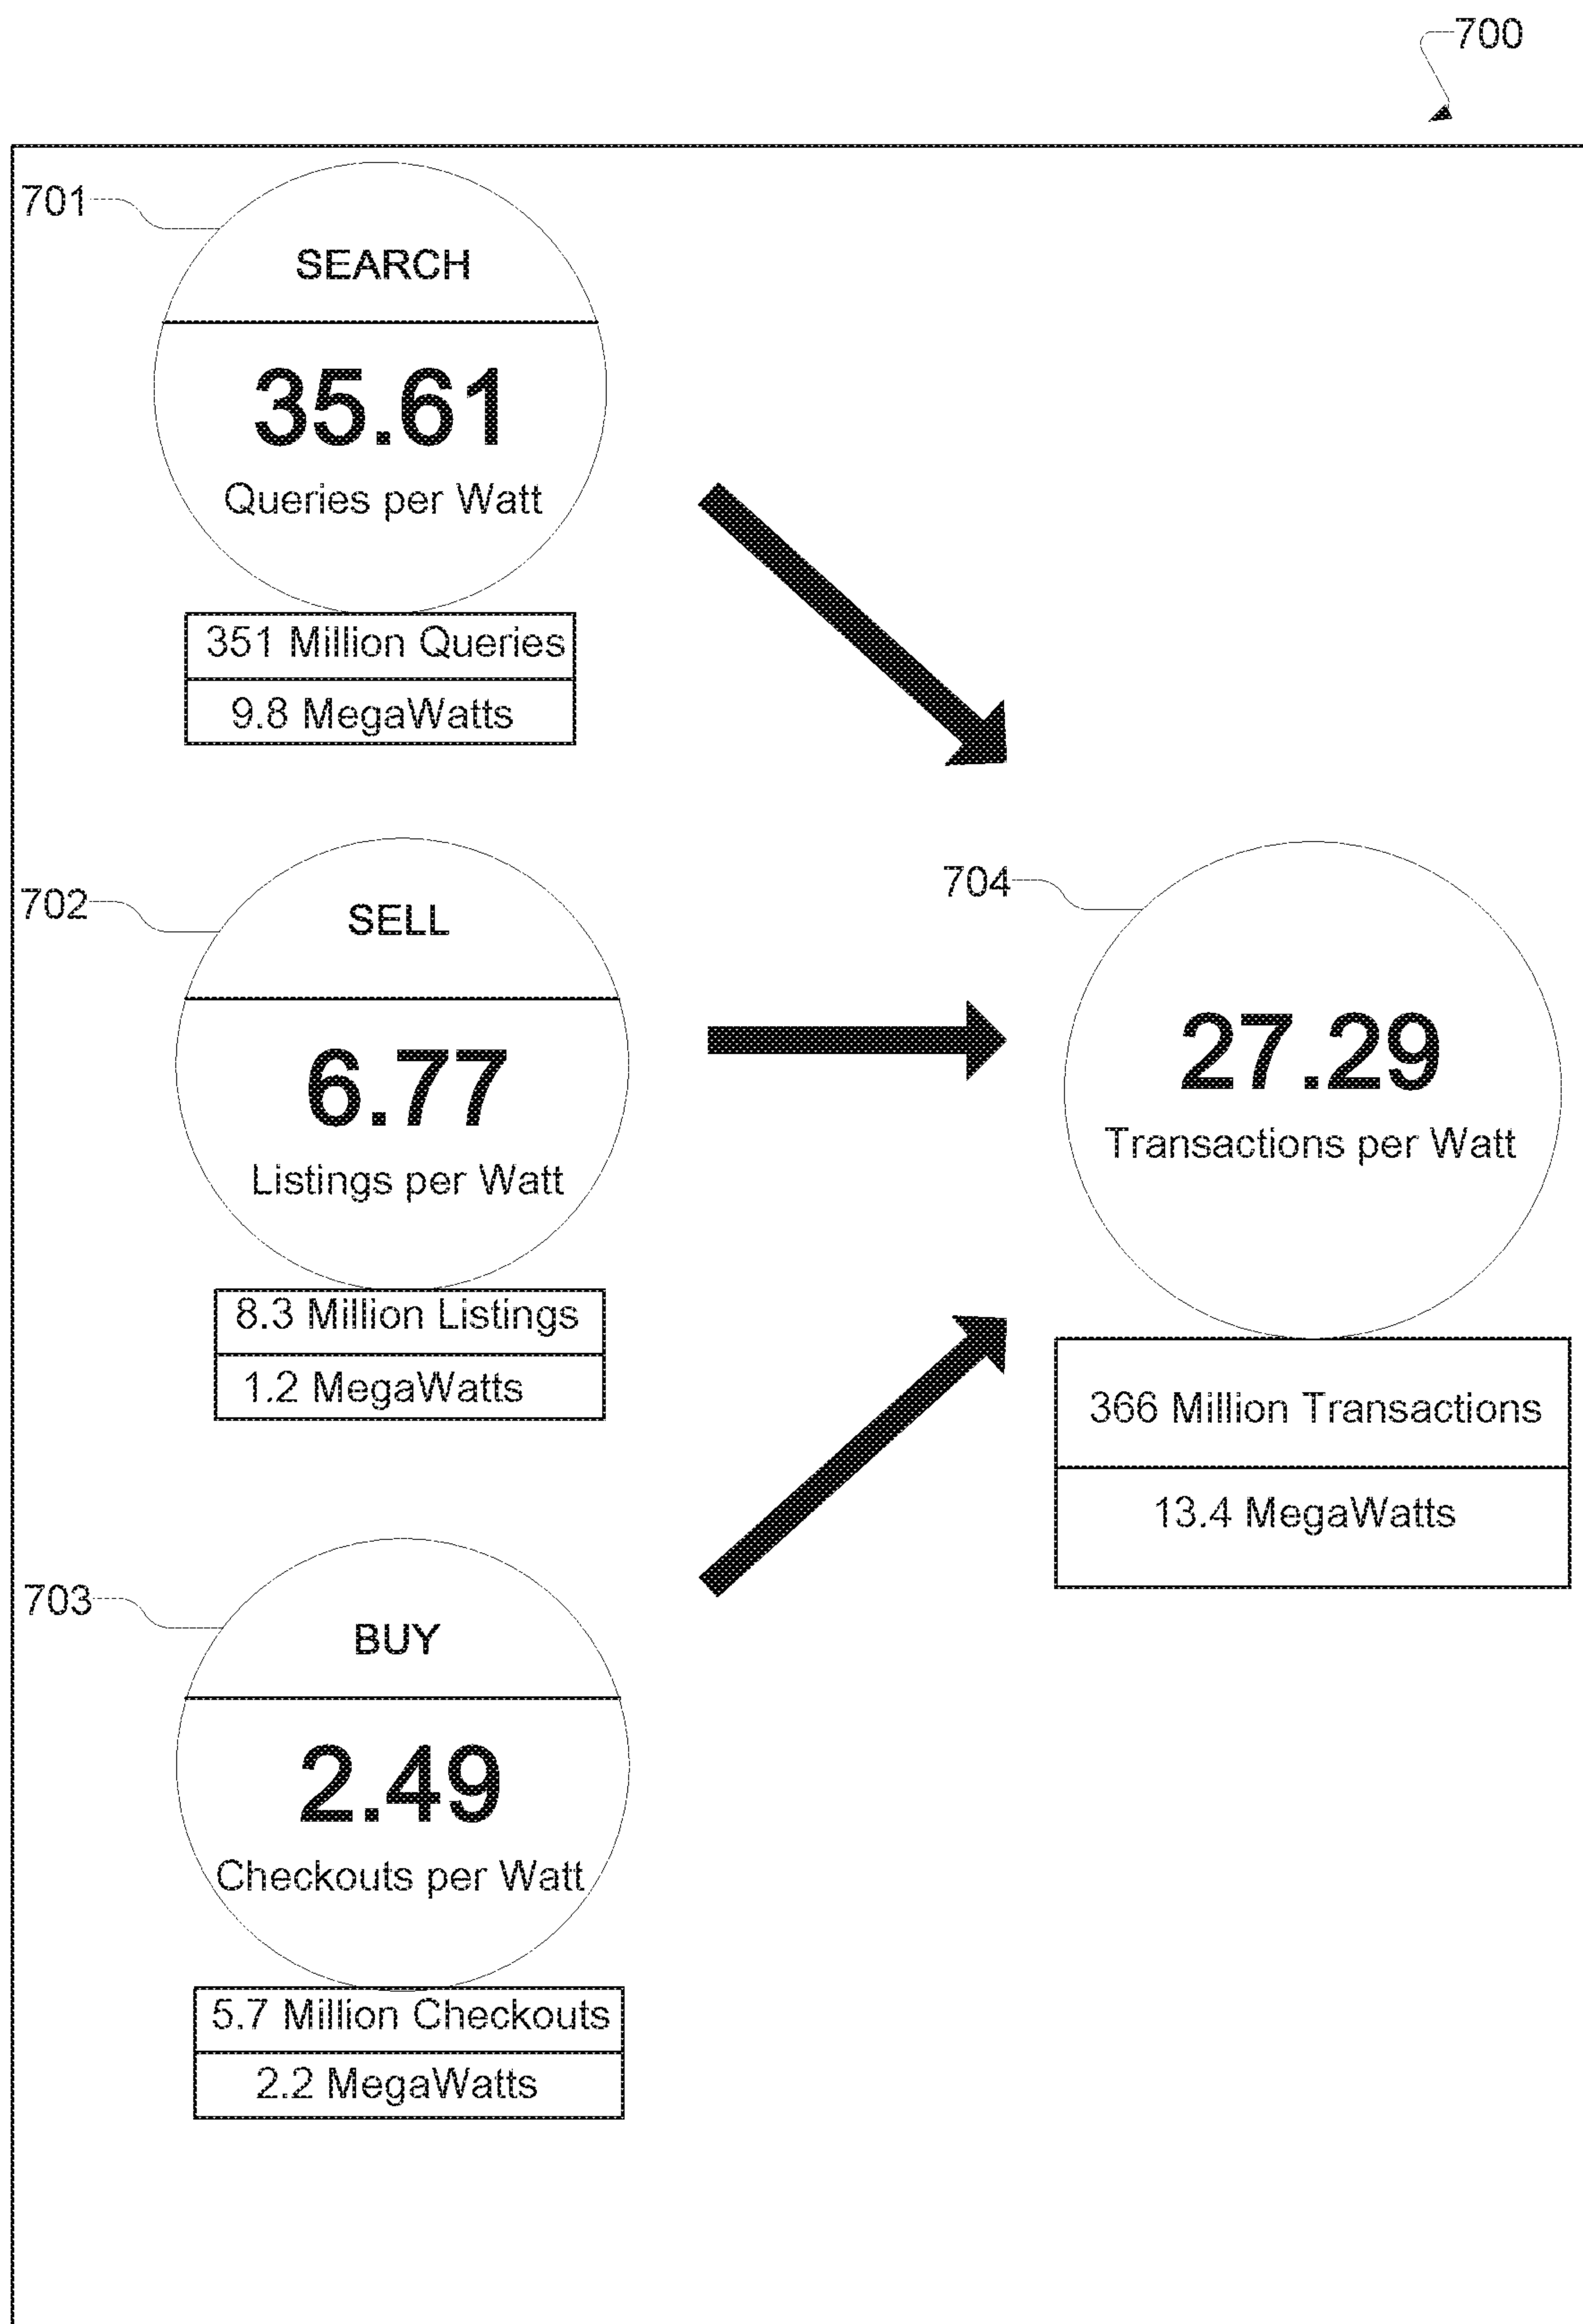 700
701
SEARCH
35.61
Queries per Watt
351 Million Queries
9.8 MegaWatts
702
SELL
6.77
Listings per Watt
8.3 Million Listings
1.2 MegaWatts
703
BUY
2.49
Checkouts per Watt
5.7 Million Checkouts
2.2 MegaWatts
704
27.29
Transactions per Watt
366 Million Transactions
13.4 MegaWatts